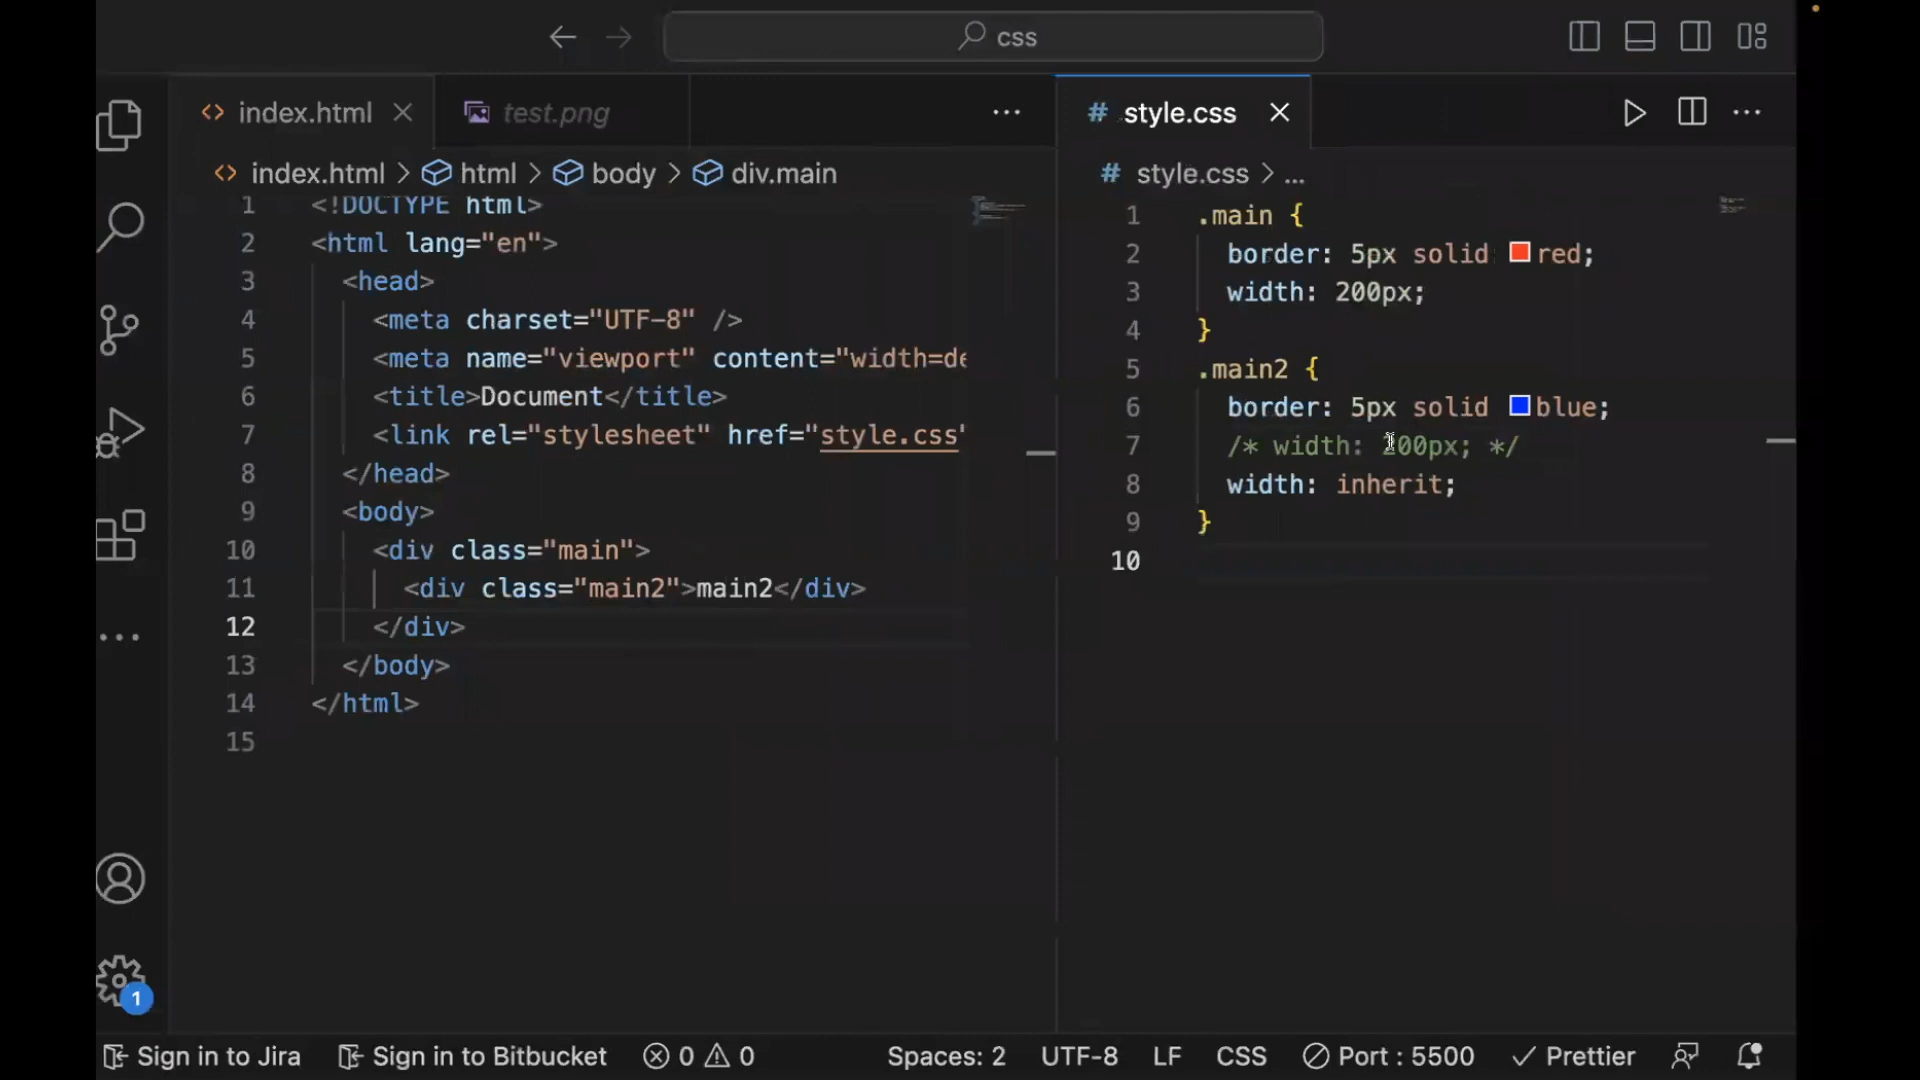 css
index.html
test.png
index.html > html > body > div.main
1 <!DOCTYPE html>
2 <html lang="en">
3 <head>
4 <meta charset="UTF-8" />
5 <meta name="viewport" content="width=de
6 <title>Document</title>
7 <link rel="stylesheet" href="style.css"
8 </head>
9 <body>
10 <div class="main">
11 <div class="main2">main2</div>
12 </div>
13 </body>
14 </html>
15
# style.css
# style.css > ...
1 .main {
2 border: 5px solid red;
3 width: 200px;
4 }
5 .main2 {
6 border: 5px solid blue;
7 /* width: 200px; */
8 width: inherit;
9 }
10
1
Sign in to Jira Sign in to Bitbucket 0 0 Spaces: 2 UTF-8 LF CSS Port : 5500 Prettier